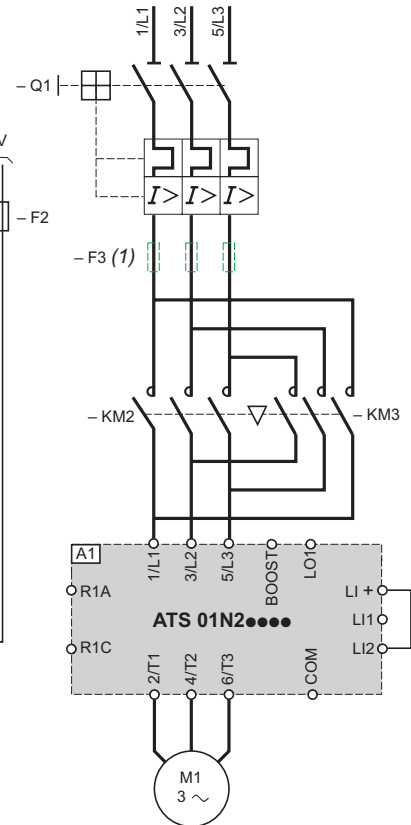 1/L1 3/L2 5/L3
– Q1
V
I> I> I>
– F2
– F3 (1)
– KM2
– KM3
A1
1/L1 3/L2 5/L3 BOOST LO1
R1A
LI +
ATS 01N2●●●●
LI1
R1C
LI2
2/T1 4/T2 6/T3 COM
M1
3 ~